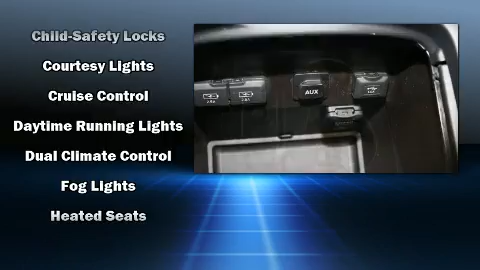 Child-Safety Locks
Courtesy Lights
Cruise Control
Daytime Running Lights
Dual Climate Control
Fog Lights
Heated Seats
AUX